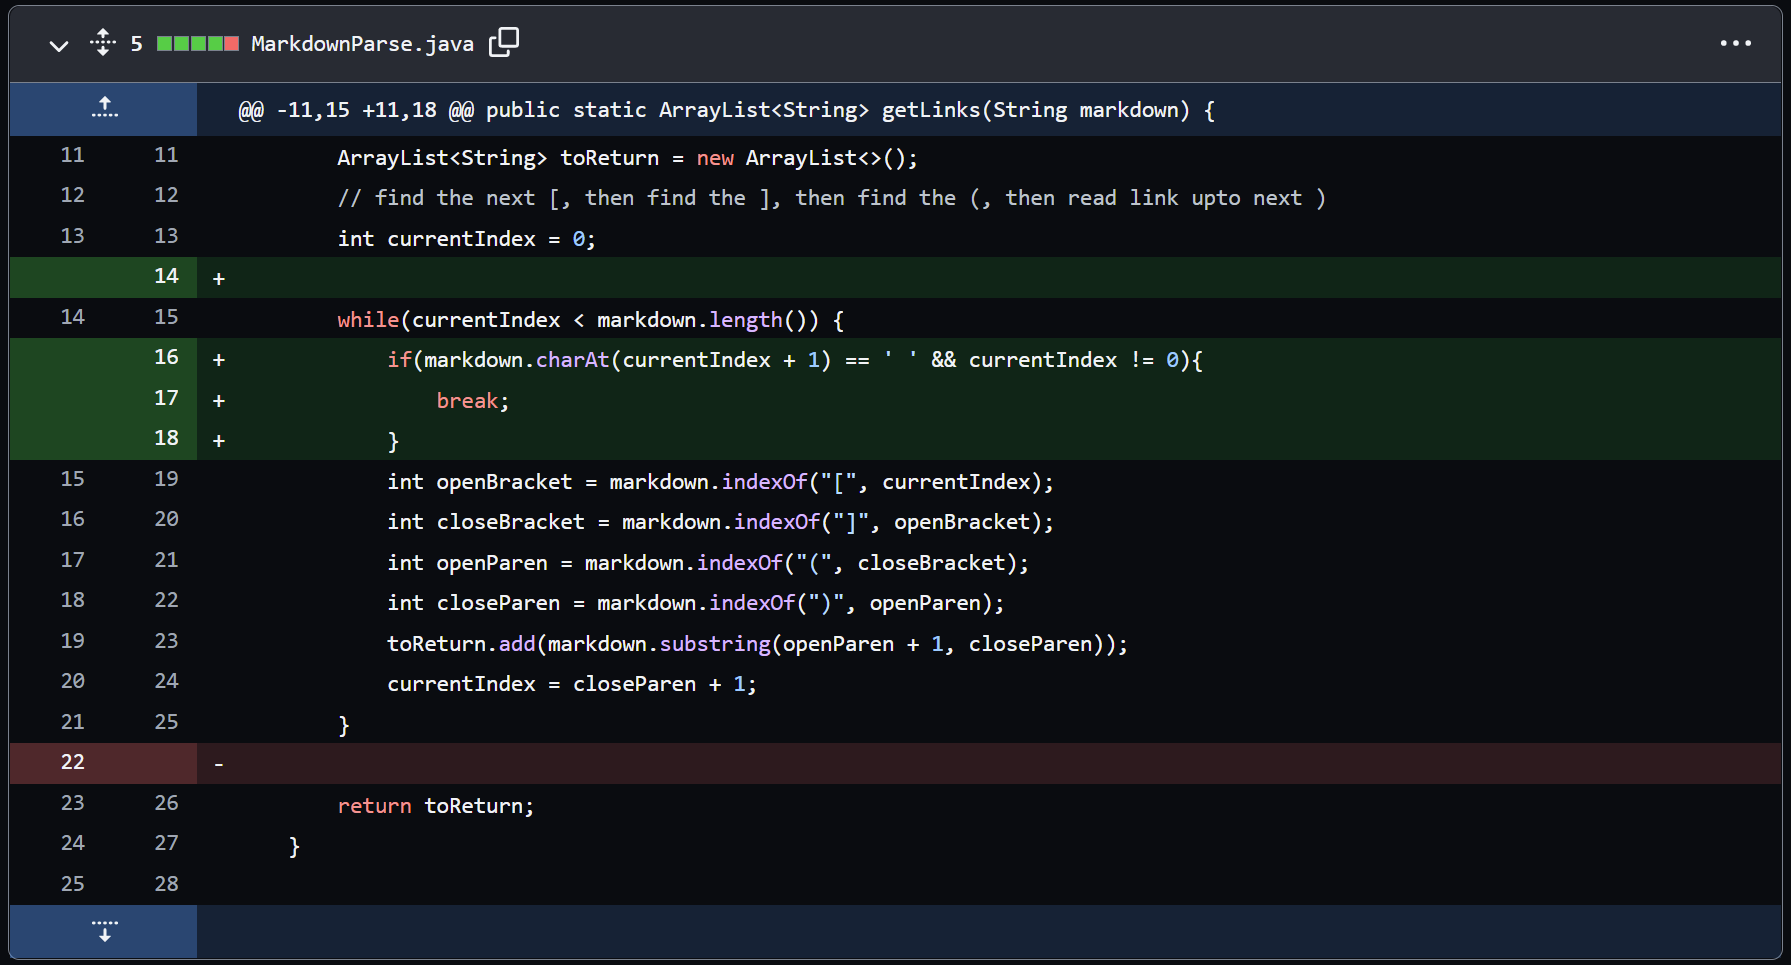 5 MarkdownParse.java
@@ -11,15 +11,18 @@ public static ArrayList<String> getLinks(String markdown) {
11 11 ArrayList<String> toReturn = new ArrayList<>();
12 12 // find the next [, then find the ], then find the (, then read link upto next )
13 13 int currentIndex = 0;
14 +
14 15 while(currentIndex < markdown.length()) {
16 + if(markdown.charAt(currentIndex + 1) == ' ' && currentIndex != 0){
17 + break;
18 + }
15 19 int openBracket = markdown.indexOf("[", currentIndex);
16 20 int closeBracket = markdown.indexOf("]", openBracket);
17 21 int openParen = markdown.indexOf("(", closeBracket);
18 22 int closeParen = markdown.indexOf(")", openParen);
19 23 toReturn.add(markdown.substring(openParen + 1, closeParen));
20 24 currentIndex = closeParen + 1;
21 25 }
22 -
23 26 return toReturn;
24 27 }
25 28